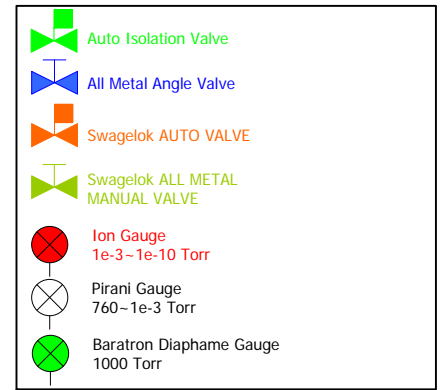 Auto Isolation Valve
All Metal Angle Valve
Swagelok AUTO VALVE
Swagelok ALL METAL
MANUAL VALVE
Ion Gauge
1e-3~1e-10 Torr
Pirani Gauge
760~1e-3 Torr
Baratron Diaphame Gauge
1000 Torr